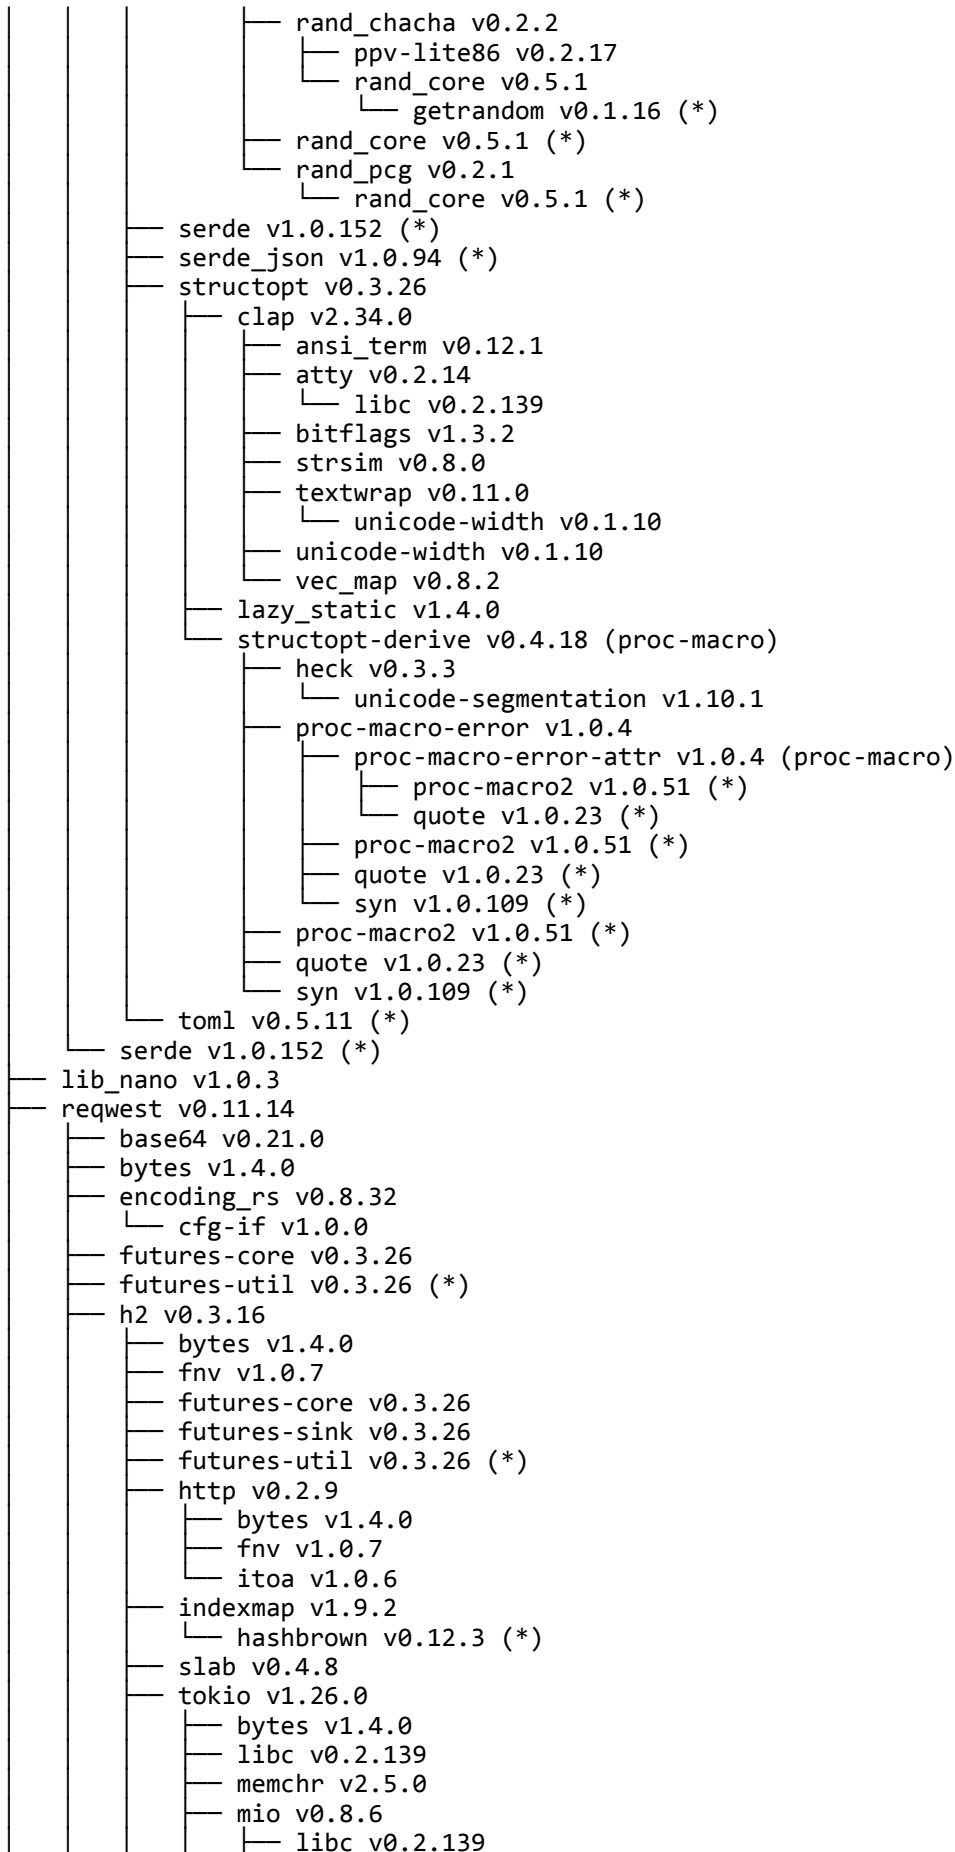 │   │   │       ├── rand_chacha v0.2.2
│   │   │       │   ├── ppv-lite86 v0.2.17
│   │   │       │   └── rand_core v0.5.1
│   │   │       │       └── getrandom v0.1.16 (*)
│   │   │       ├── rand_core v0.5.1 (*)
│   │   │       └── rand_pcg v0.2.1
│   │   │           └── rand_core v0.5.1 (*)
│   │   ├── serde v1.0.152 (*)
│   │   ├── serde_json v1.0.94 (*)
│   │   ├── structopt v0.3.26
│   │   │   ├── clap v2.34.0
│   │   │   │   ├── ansi_term v0.12.1
│   │   │   │   ├── atty v0.2.14
│   │   │   │   │   └── libc v0.2.139
│   │   │   │   ├── bitflags v1.3.2
│   │   │   │   ├── strsim v0.8.0
│   │   │   │   ├── textwrap v0.11.0
│   │   │   │   │   └── unicode-width v0.1.10
│   │   │   │   ├── unicode-width v0.1.10
│   │   │   │   └── vec_map v0.8.2
│   │   │   ├── lazy_static v1.4.0
│   │   │   └── structopt-derive v0.4.18 (proc-macro)
│   │   │       ├── heck v0.3.3
│   │   │       │   └── unicode-segmentation v1.10.1
│   │   │       ├── proc-macro-error v1.0.4
│   │   │       │   ├── proc-macro-error-attr v1.0.4 (proc-macro)
│   │   │       │   │   ├── proc-macro2 v1.0.51 (*)
│   │   │       │   │   └── quote v1.0.23 (*)
│   │   │       │   ├── proc-macro2 v1.0.51 (*)
│   │   │       │   ├── quote v1.0.23 (*)
│   │   │       │   └── syn v1.0.109 (*)
│   │   │       ├── proc-macro2 v1.0.51 (*)
│   │   │       ├── quote v1.0.23 (*)
│   │   │       └── syn v1.0.109 (*)
│   │   └── toml v0.5.11 (*)
│   └── serde v1.0.152 (*)
├── lib_nano v1.0.3
├── reqwest v0.11.14
│   ├── base64 v0.21.0
│   ├── bytes v1.4.0
│   ├── encoding_rs v0.8.32
│   │   └── cfg-if v1.0.0
│   ├── futures-core v0.3.26
│   ├── futures-util v0.3.26 (*)
│   ├── h2 v0.3.16
│   │   ├── bytes v1.4.0
│   │   ├── fnv v1.0.7
│   │   ├── futures-core v0.3.26
│   │   ├── futures-sink v0.3.26
│   │   ├── futures-util v0.3.26 (*)
│   │   ├── http v0.2.9
│   │   │   ├── bytes v1.4.0
│   │   │   ├── fnv v1.0.7
│   │   │   └── itoa v1.0.6
│   │   ├── indexmap v1.9.2
│   │   │   └── hashbrown v0.12.3 (*)
│   │   ├── slab v0.4.8
│   │   ├── tokio v1.26.0
│   │   │   ├── bytes v1.4.0
│   │   │   ├── libc v0.2.139
│   │   │   ├── memchr v2.5.0
│   │   │   ├── mio v0.8.6
│   │   │   │   ├── libc v0.2.139